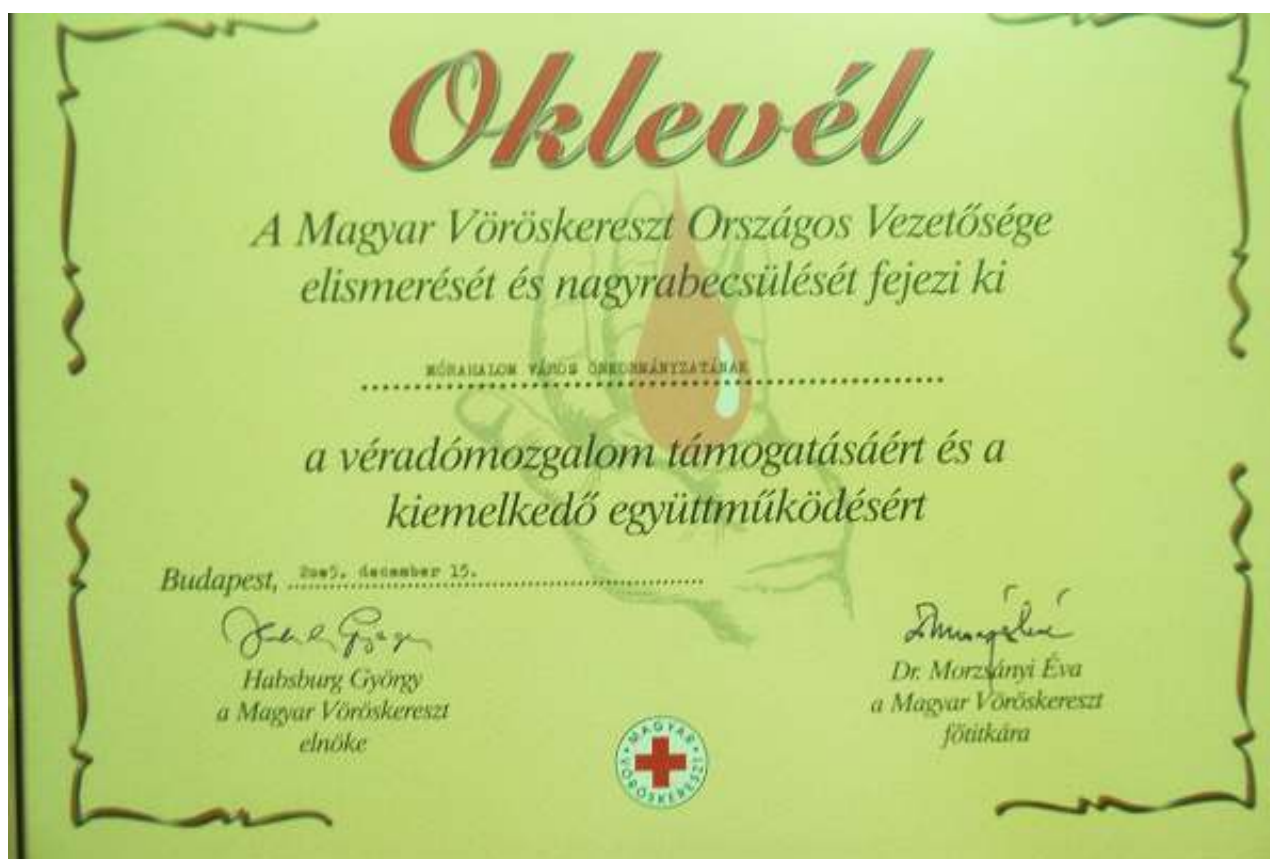 Oklevél
A Magyar Vöröskereszt Országos Vezetősége
elismerését és nagyrabecsülését fejezi ki
MÓRAHALOM VÁROS ÖNKORMÁNYZATÁNAK
a véradómozgalom támogatásáért és a
kiemelkedő együttműködésért
Budapest, 2005. december 15.
Habsburg György
a Magyar Vöröskereszt
elnöke
Dr. Morzsányi Éva
a Magyar Vöröskereszt
főtitkára
MAGYAR VÖRÖSKERESZT